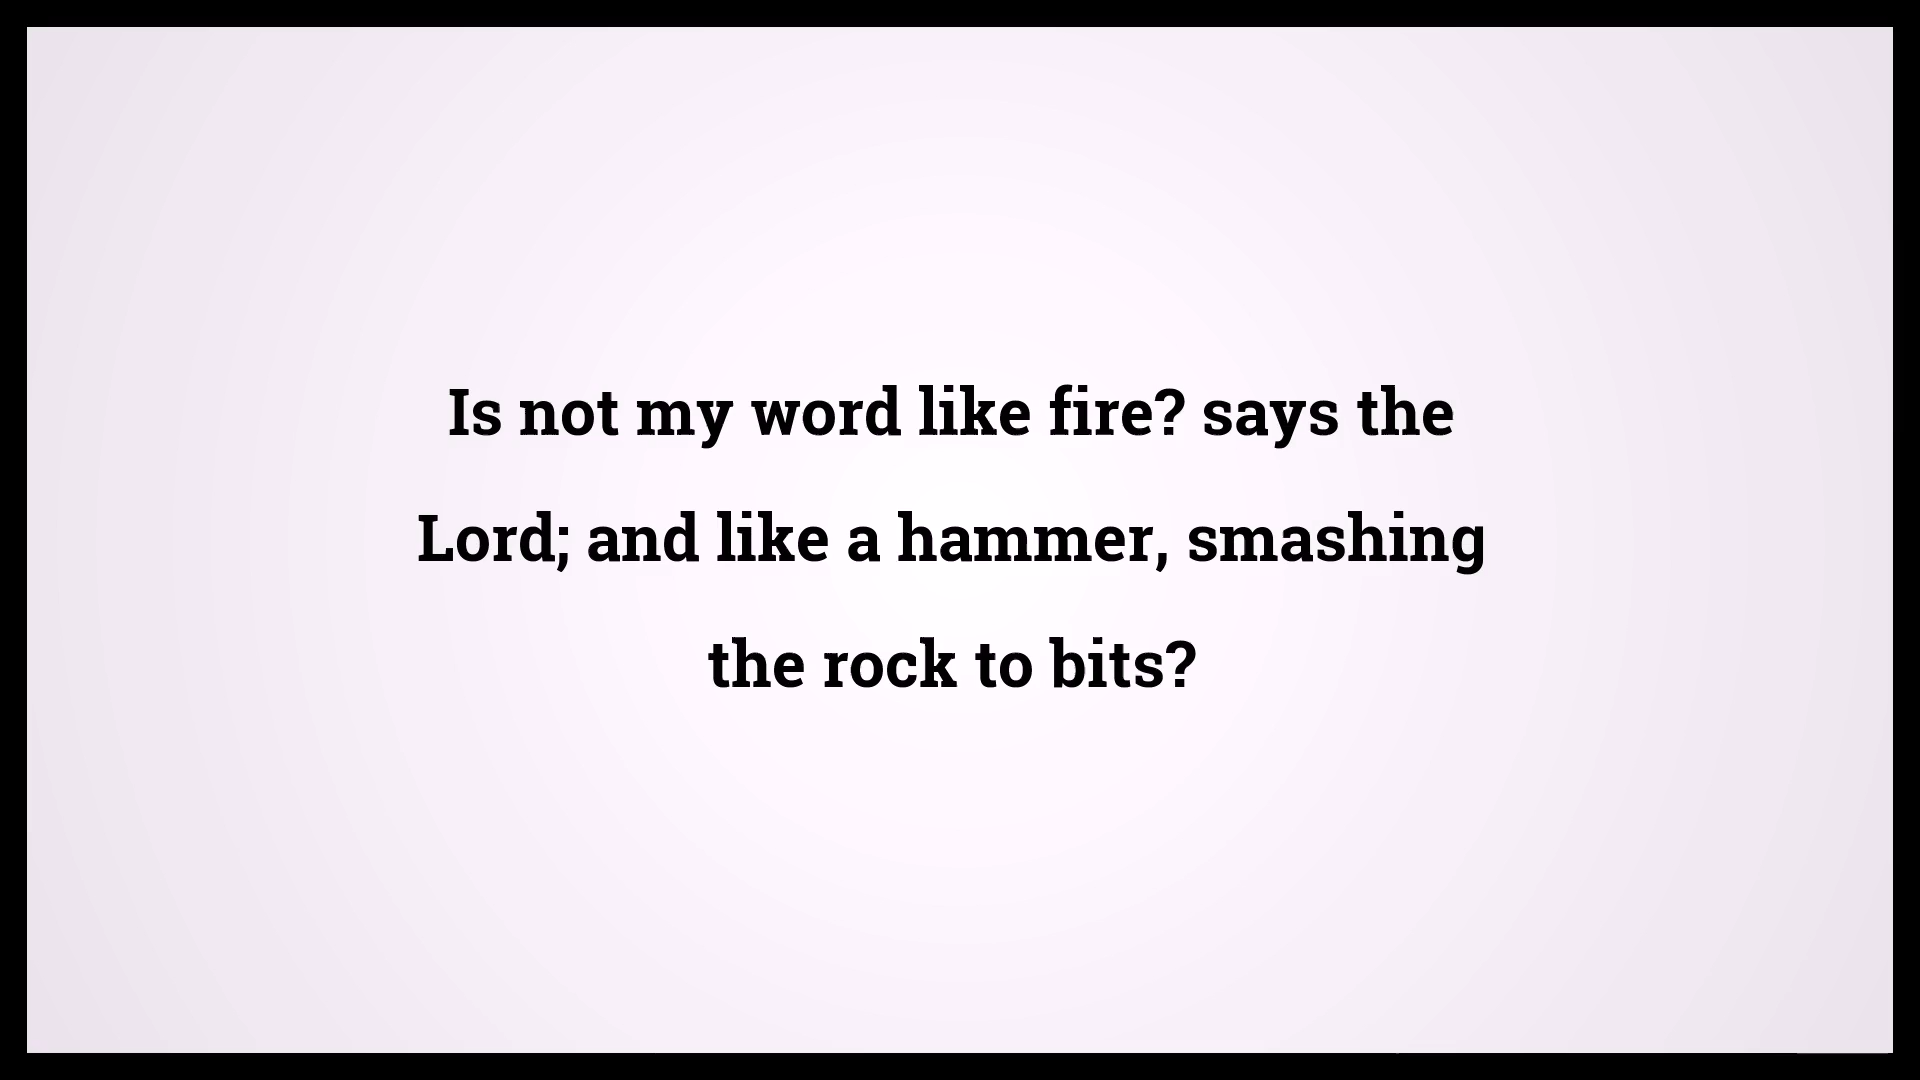 Is not my word like fire? says the
Lord; and like a hammer, smashing
the rock to bits?